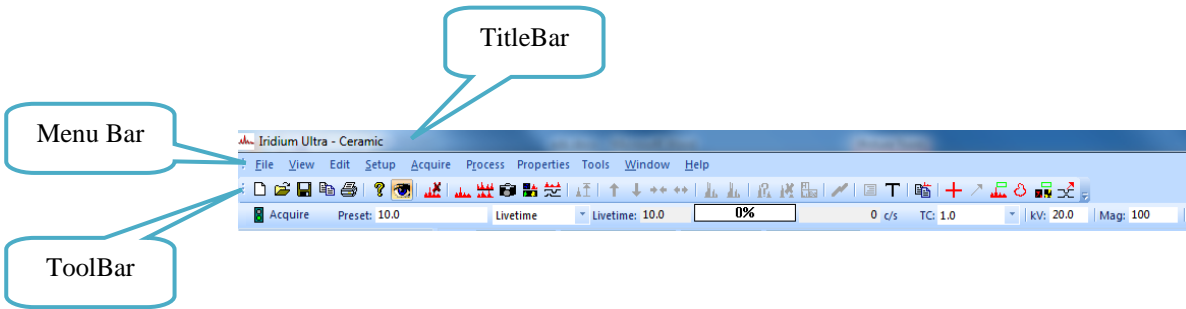 TitleBar
Menu Bar
Iridium Ultra - Ceramic
File View Edit Setup Acquire Process Properties Tools Window Help
T
Acquire Preset: 10.0 Livetime Livetime: 10.0 0% 0 c/s TC: 1.0 kV: 20.0 Mag: 100
ToolBar